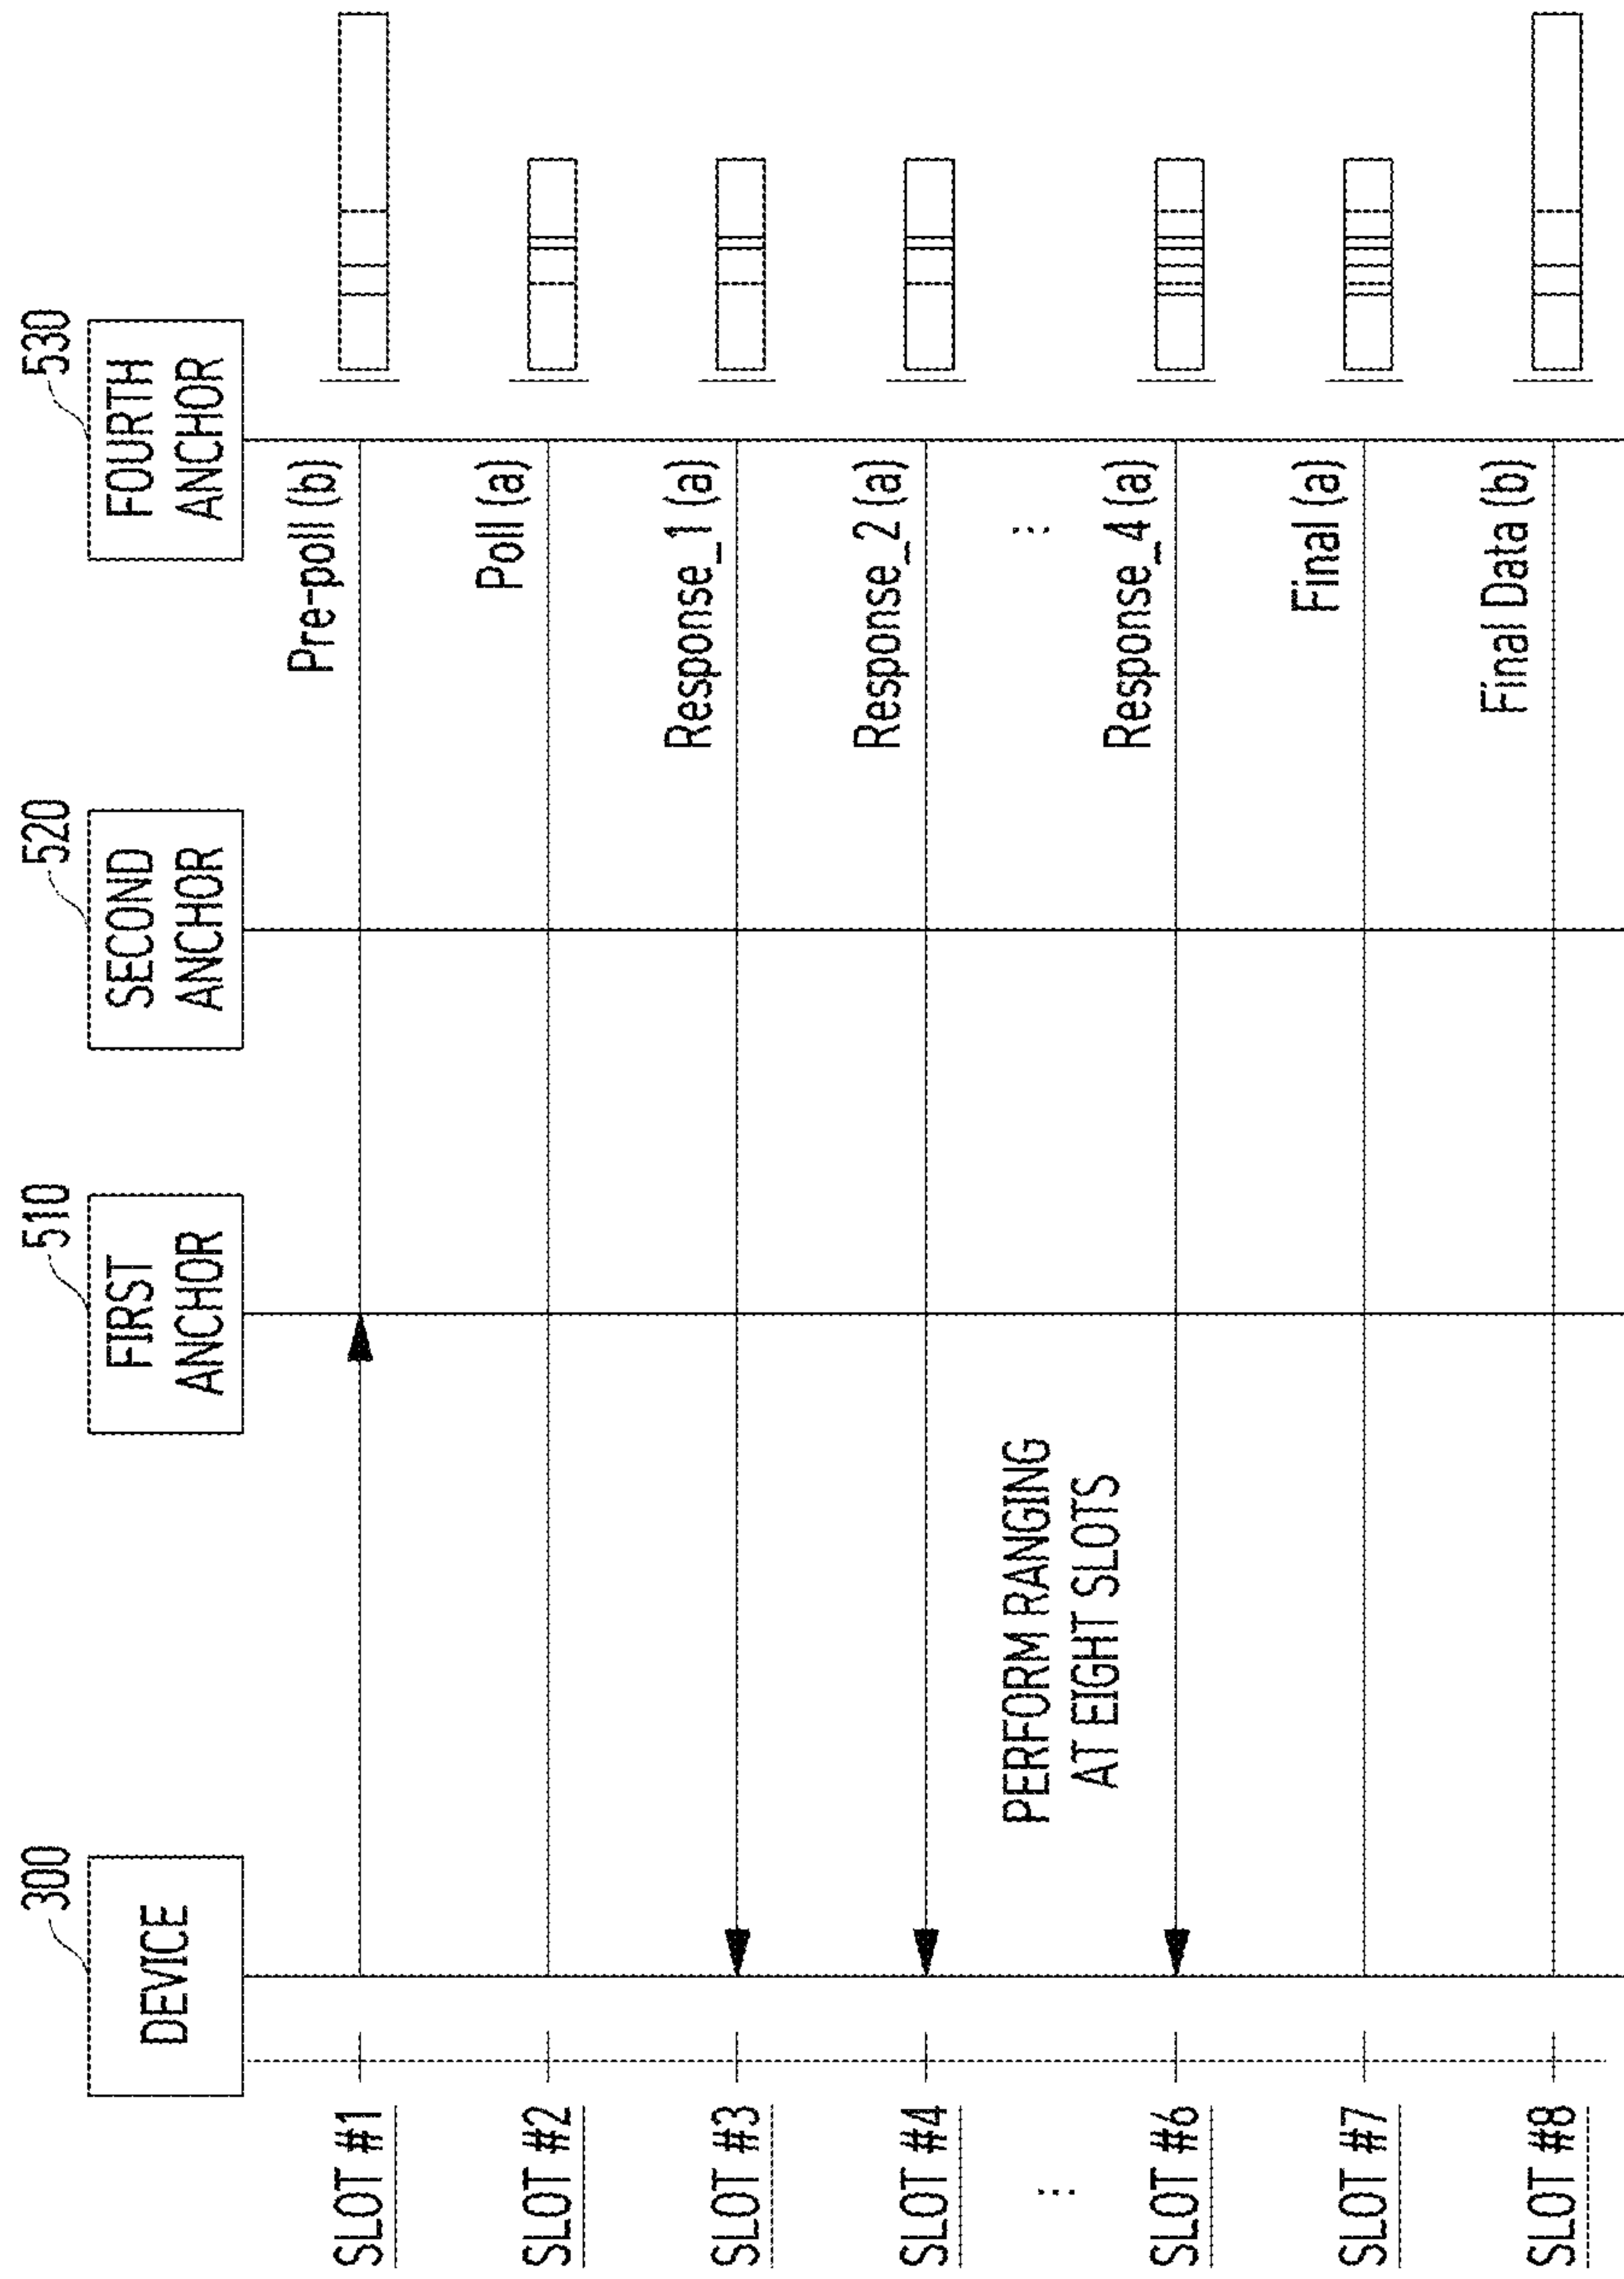 300
510
520
530
DEVICE
FIRST
ANCHOR
SECOND
ANCHOR
FOURTH
ANCHOR
SLOT #1
Pre-poll (b)
SLOT #2
Poll (a)
SLOT #3
Response_1 (a)
SLOT #4
Response_2 (a)
PERFORM RANGING
AT EIGHT SLOTS
SLOT #6
Response_4 (a)
SLOT #7
Final (a)
SLOT #8
Final Data (b)